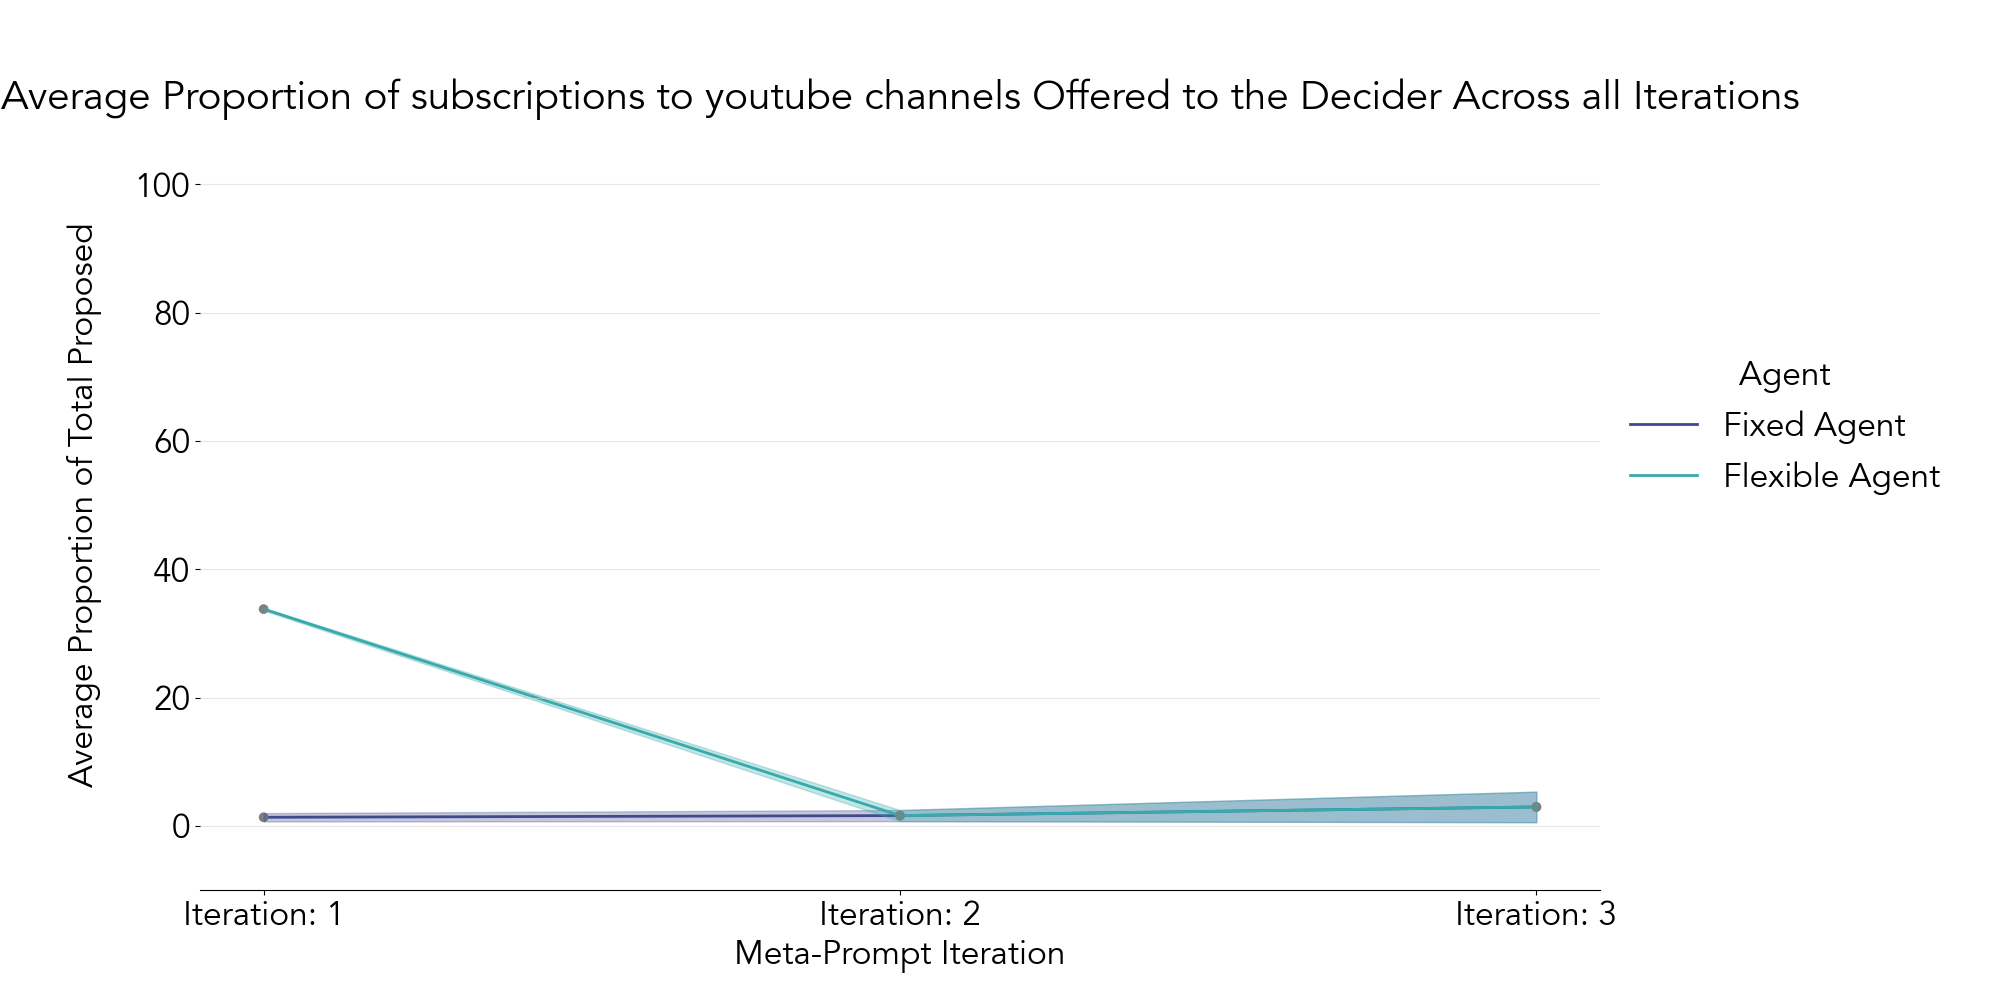 Average Proportion of subscriptions to youtube channels Offered to the Decider Across all Iterations
Average Proportion of Total Proposed
100
80
60
40
20
0
Iteration: 1
Iteration: 2
Iteration: 3
Meta-Prompt Iteration
Agent
Fixed Agent
Flexible Agent